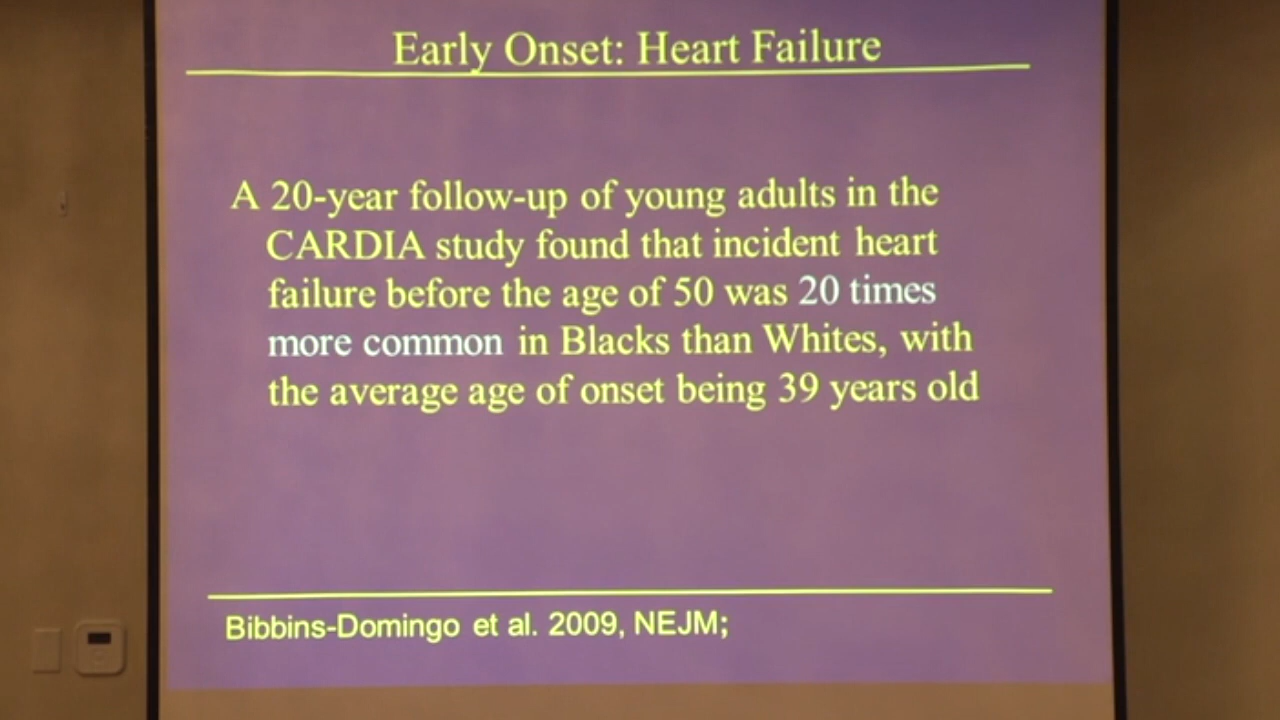 Early Onset: Heart Failure
A 20-year follow-up of young adults in the
CARDIA study found that incident heart
failure before the age of 50 was 20 times
more common in Blacks than Whites, with
the average age of onset being 39 years old
Bibbins-Domingo et al. 2009, NEJM;